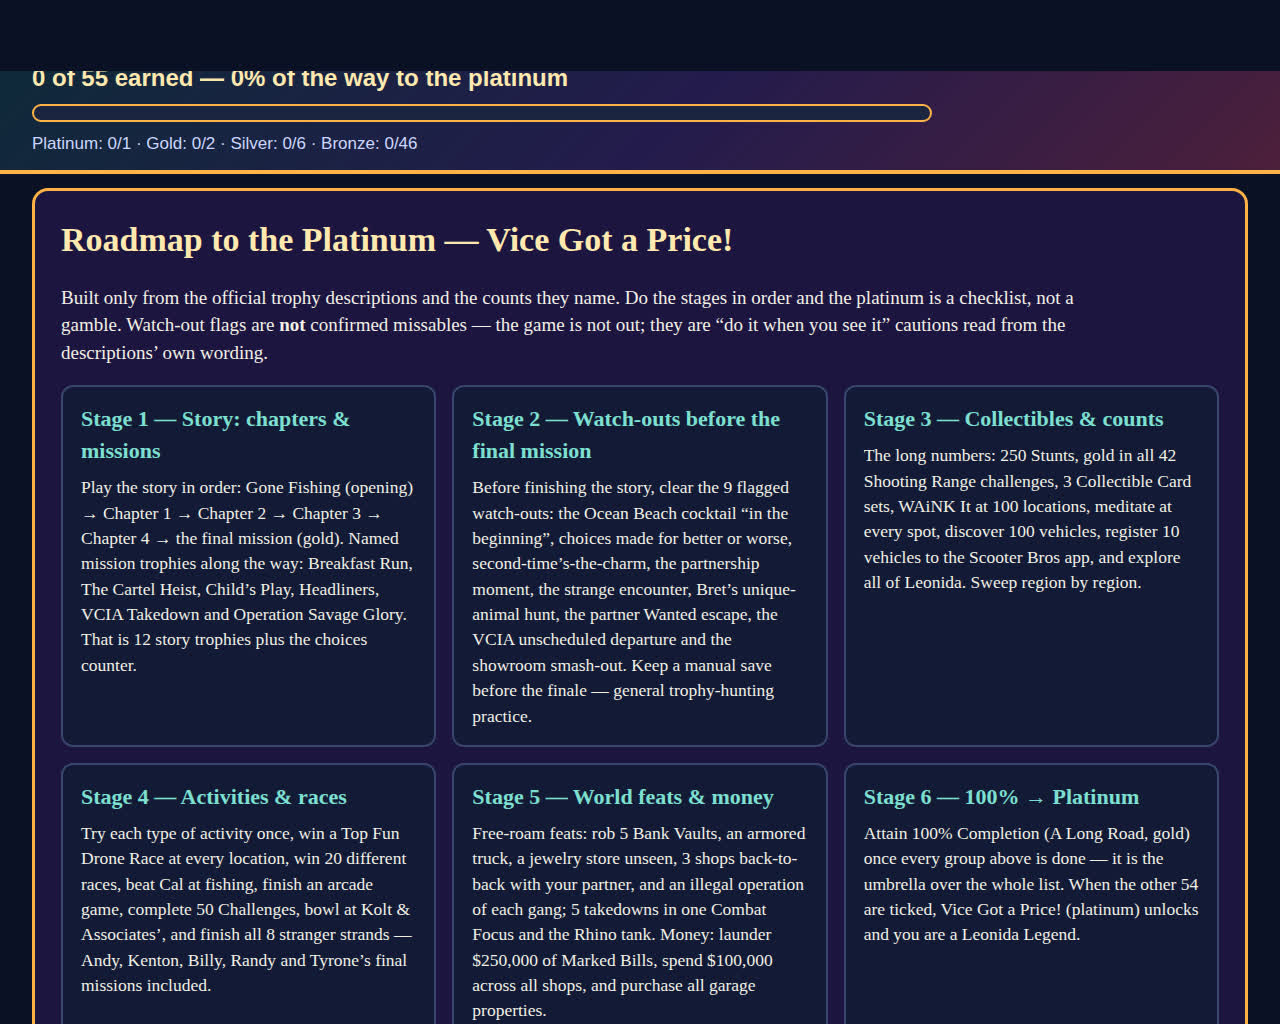 0 of 55 earned — 0% of the way to the platinum
Platinum: 0/1 · Gold: 0/2 · Silver: 0/6 · Bronze: 0/46
Roadmap to the Platinum — Vice Got a Price!
Built only from the official trophy descriptions and the counts they name. Do the stages in order and the platinum is a checklist, not a
gamble. Watch-out flags are not confirmed missables — the game is not out; they are “do it when you see it” cautions read from the
descriptions’ own wording.
Stage 1 — Story: chapters &
missions
Play the story in order: Gone Fishing (opening)
→ Chapter 1 → Chapter 2 → Chapter 3 →
Chapter 4 → the final mission (gold). Named
mission trophies along the way: Breakfast Run,
The Cartel Heist, Child’s Play, Headliners,
VCIA Takedown and Operation Savage Glory.
That is 12 story trophies plus the choices
counter.
Stage 2 — Watch-outs before the
final mission
Before finishing the story, clear the 9 flagged
watch-outs: the Ocean Beach cocktail “in the
beginning”, choices made for better or worse,
second-time’s-the-charm, the partnership
moment, the strange encounter, Bret’s unique-
animal hunt, the partner Wanted escape, the
VCIA unscheduled departure and the
showroom smash-out. Keep a manual save
before the finale — general trophy-hunting
practice.
Stage 3 — Collectibles & counts
The long numbers: 250 Stunts, gold in all 42
Shooting Range challenges, 3 Collectible Card
sets, WAiNK It at 100 locations, meditate at
every spot, discover 100 vehicles, register 10
vehicles to the Scooter Bros app, and explore
all of Leonida. Sweep region by region.
Stage 4 — Activities & races
Try each type of activity once, win a Top Fun
Drone Race at every location, win 20 different
races, beat Cal at fishing, finish an arcade
game, complete 50 Challenges, bowl at Kolt &
Associates’, and finish all 8 stranger strands —
Andy, Kenton, Billy, Randy and Tyrone’s final
missions included.
Stage 5 — World feats & money
Free-roam feats: rob 5 Bank Vaults, an armored
truck, a jewelry store unseen, 3 shops back-to-
back with your partner, and an illegal operation
of each gang; 5 takedowns in one Combat
Focus and the Rhino tank. Money: launder
$250,000 of Marked Bills, spend $100,000
across all shops, and purchase all garage
properties.
Stage 6 — 100% → Platinum
Attain 100% Completion (A Long Road, gold)
once every group above is done — it is the
umbrella over the whole list. When the other 54
are ticked, Vice Got a Price! (platinum) unlocks
and you are a Leonida Legend.